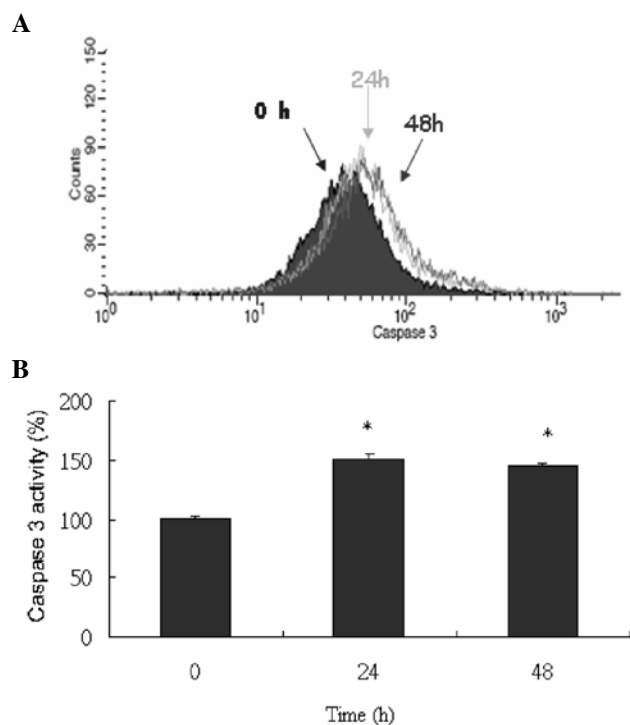 A
150
120
90
60
30
0
Counts
0 h
24h
48h
10^0
10^1
10^2
10^3
Caspase 3
B
200
150
100
50
0
Caspase 3 activity (%)
*
*
0
24
48
Time (h)